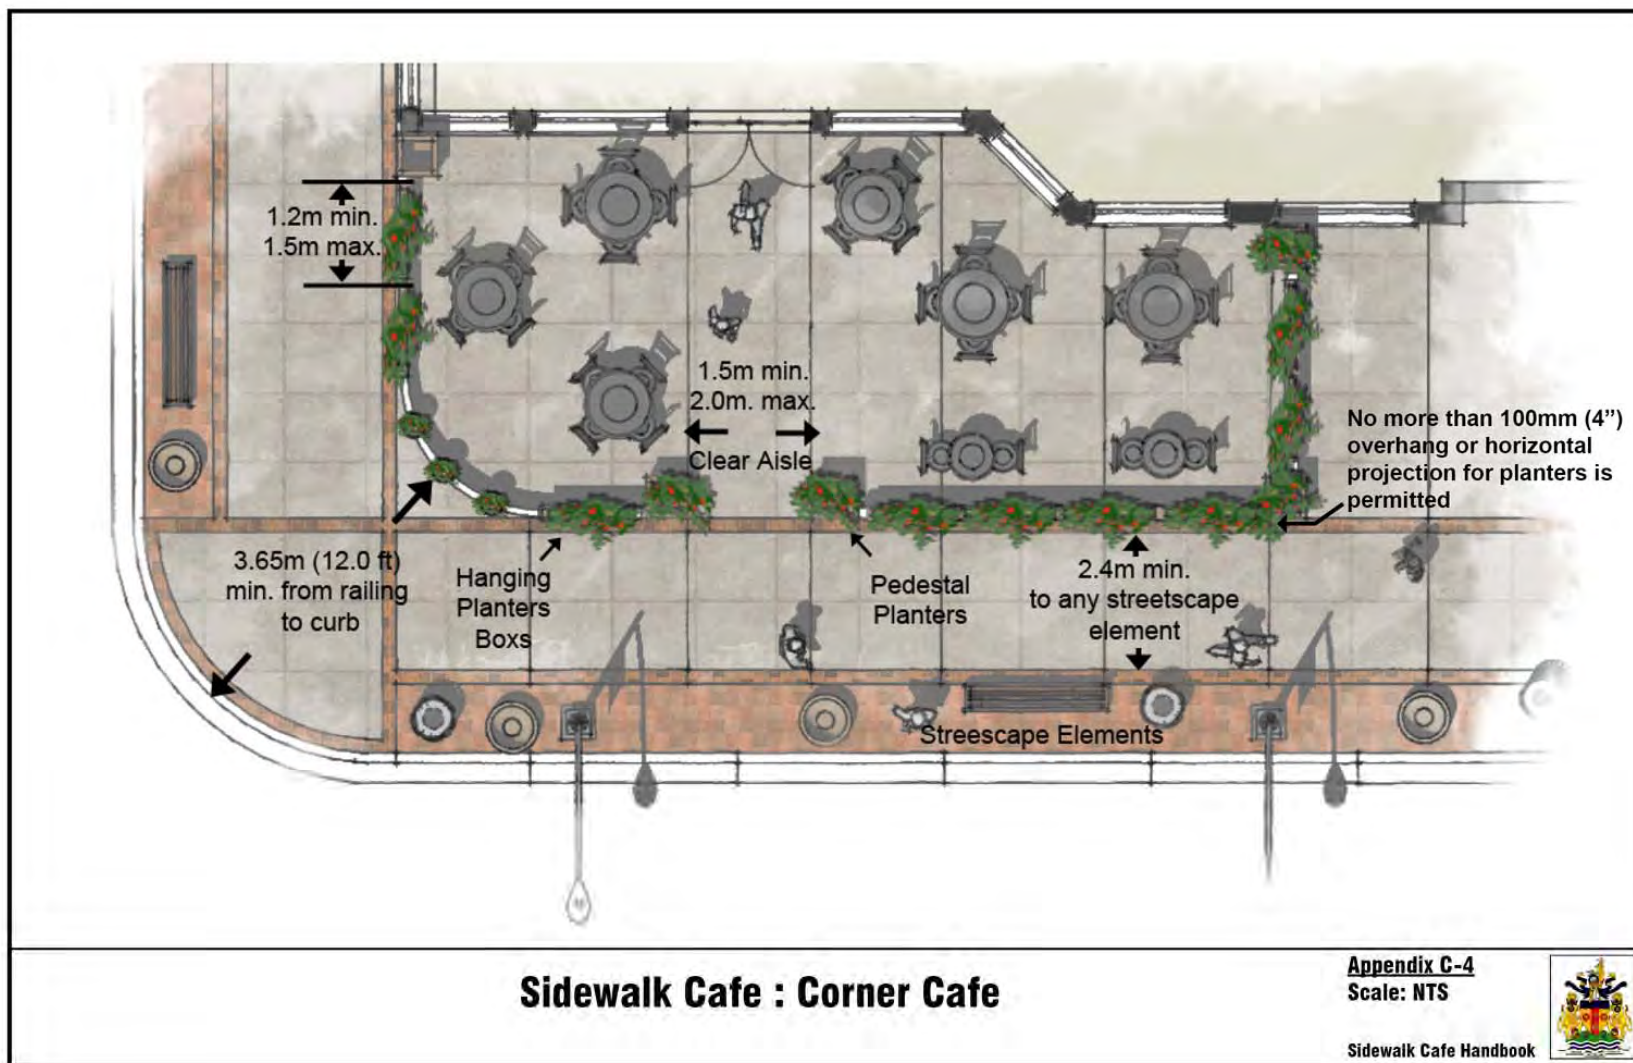 1.2m min.
1.5m max.
1.5m min.
2.0m. max.
Clear Aisle
No more than 100mm (4”)
overhang or horizontal
projection for planters is
permitted
3.65m (12.0 ft)
min. from railing
to curb
Hanging
Planters
Boxs
Pedestal
Planters
2.4m min.
to any streetscape
element
Streescape Elements
Sidewalk Cafe : Corner Cafe
Appendix C-4
Scale: NTS
Sidewalk Cafe Handbook